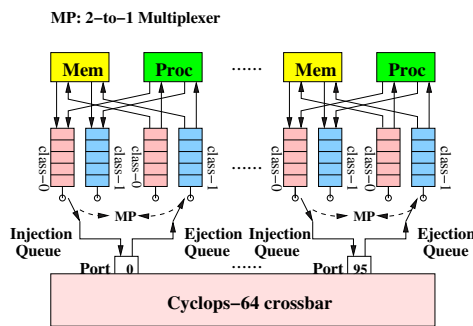 MP: 2-to-1 Multiplexer
Mem Proc ...... Mem Proc
class-0 class-1 class-0 class-1 ...... class-0 class-1 class-0 class-1
MP MP
Injection Queue Ejection Queue Injection Queue Ejection Queue
Port 0 ...... Port 95
Cyclops-64 crossbar